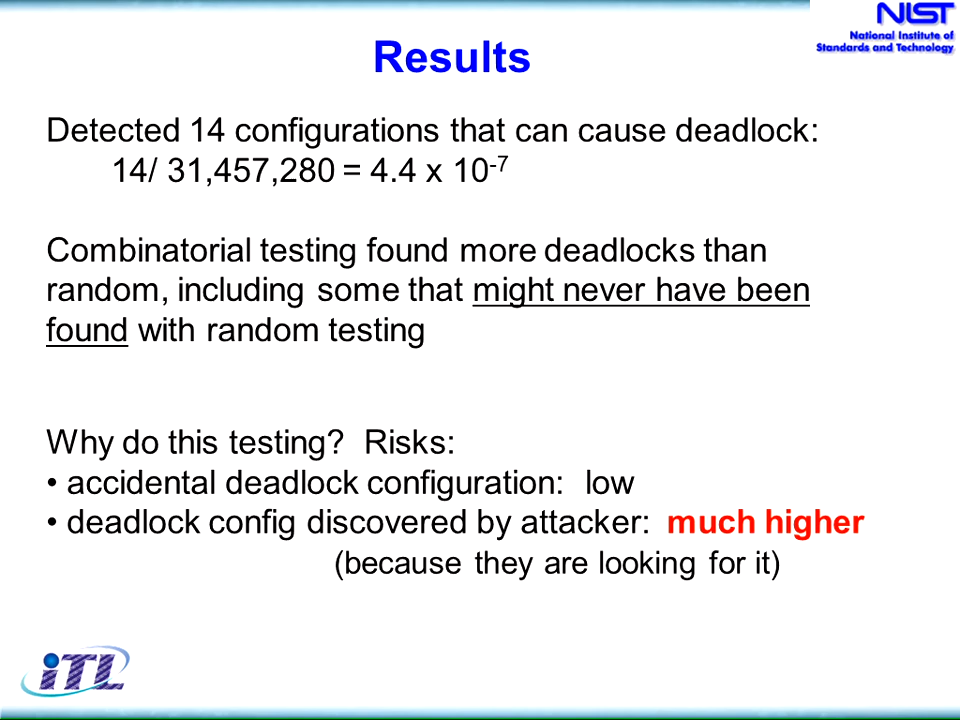 NIST
National Institute of
Standards and Technology
Results
Detected 14 configurations that can cause deadlock:
14/ 31,457,280 = 4.4 x 10⁻⁷
Combinatorial testing found more deadlocks than
random, including some that might never have been
found with random testing
Why do this testing?  Risks:
• accidental deadlock configuration:  low
• deadlock config discovered by attacker:  much higher
(because they are looking for it)
iTL